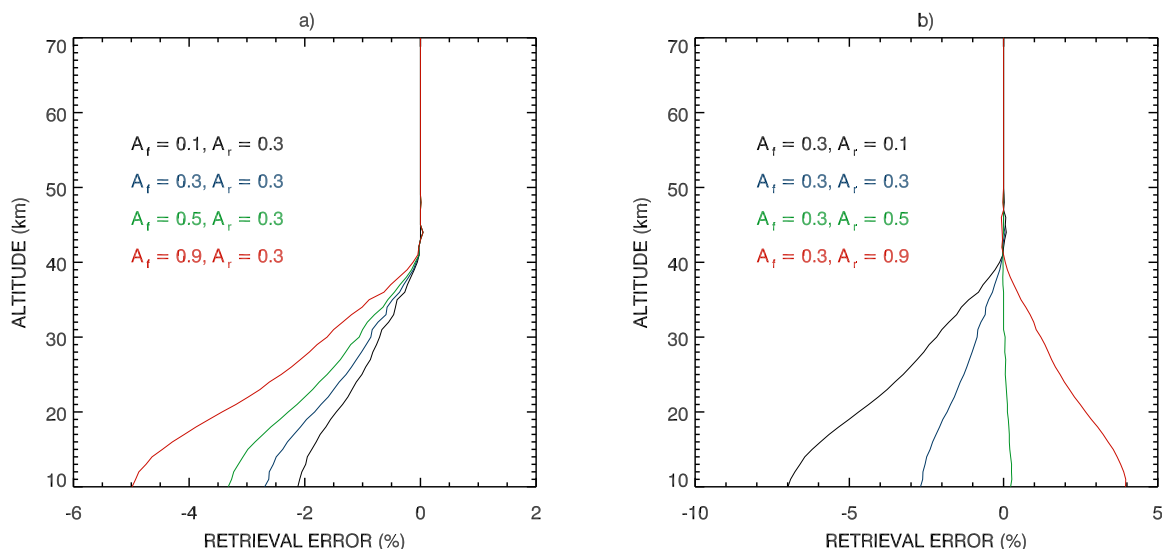 a)
70
60
50
40
30
20
10
ALTITUDE (km)
A_f = 0.1, A_r = 0.3
A_f = 0.3, A_r = 0.3
A_f = 0.5, A_r = 0.3
A_f = 0.9, A_r = 0.3
-6 -4 -2 0 2
RETRIEVAL ERROR (%)
b)
70
60
50
40
30
20
10
ALTITUDE (km)
A_f = 0.3, A_r = 0.1
A_f = 0.3, A_r = 0.3
A_f = 0.3, A_r = 0.5
A_f = 0.3, A_r = 0.9
-10 -5 0 5
RETRIEVAL ERROR (%)